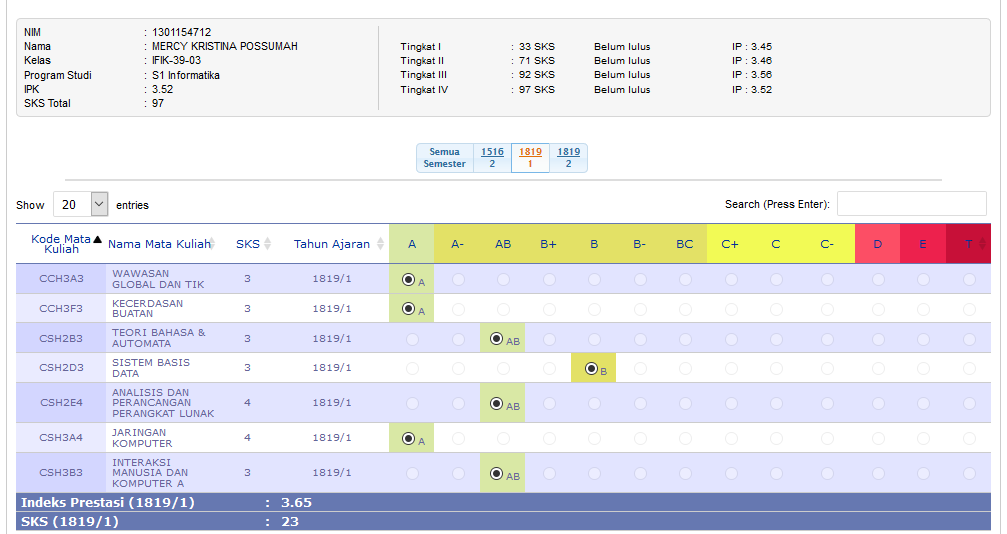 NIM : 1301154712
Nama : MERCY KRISTINA POSSUMAH
Kelas : IFIK-39-03
Program Studi : S1 Informatika
IPK : 3.52
SKS Total : 97
Tingkat I : 33 SKS Belum lulus IP : 3.45
Tingkat II : 71 SKS Belum lulus IP : 3.46
Tingkat III : 92 SKS Belum lulus IP : 3.56
Tingkat IV : 97 SKS Belum lulus IP : 3.52
Semua 1516 1819 1819
Semester 2 1 2
Show 20 entries Search (Press Enter):
Kode Mata Kuliah Nama Mata Kuliah SKS Tahun Ajaran A A- AB B+ B B- BC C+ C C- D E T
CCH3A3 WAWASAN GLOBAL DAN TIK 3 1819/1 A
CCH3F3 KECERDASAN BUATAN 3 1819/1 A
CSH2B3 TEORI BAHASA & AUTOMATA 3 1819/1 AB
CSH2D3 SISTEM BASIS DATA 3 1819/1 B
CSH2E4 ANALISIS DAN PERANCANGAN PERANGKAT LUNAK 4 1819/1 AB
CSH3A4 JARINGAN KOMPUTER 4 1819/1 A
CSH3B3 INTERAKSI MANUSIA DAN KOMPUTER A 3 1819/1 AB
Indeks Prestasi (1819/1) : 3.65
SKS (1819/1) : 23